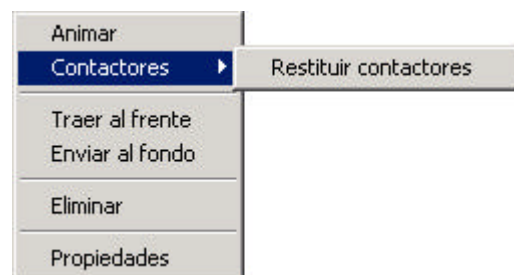 Animar
Contactores
Restituir contactores
Traer al frente
Enviar al fondo
Eliminar
Propiedades